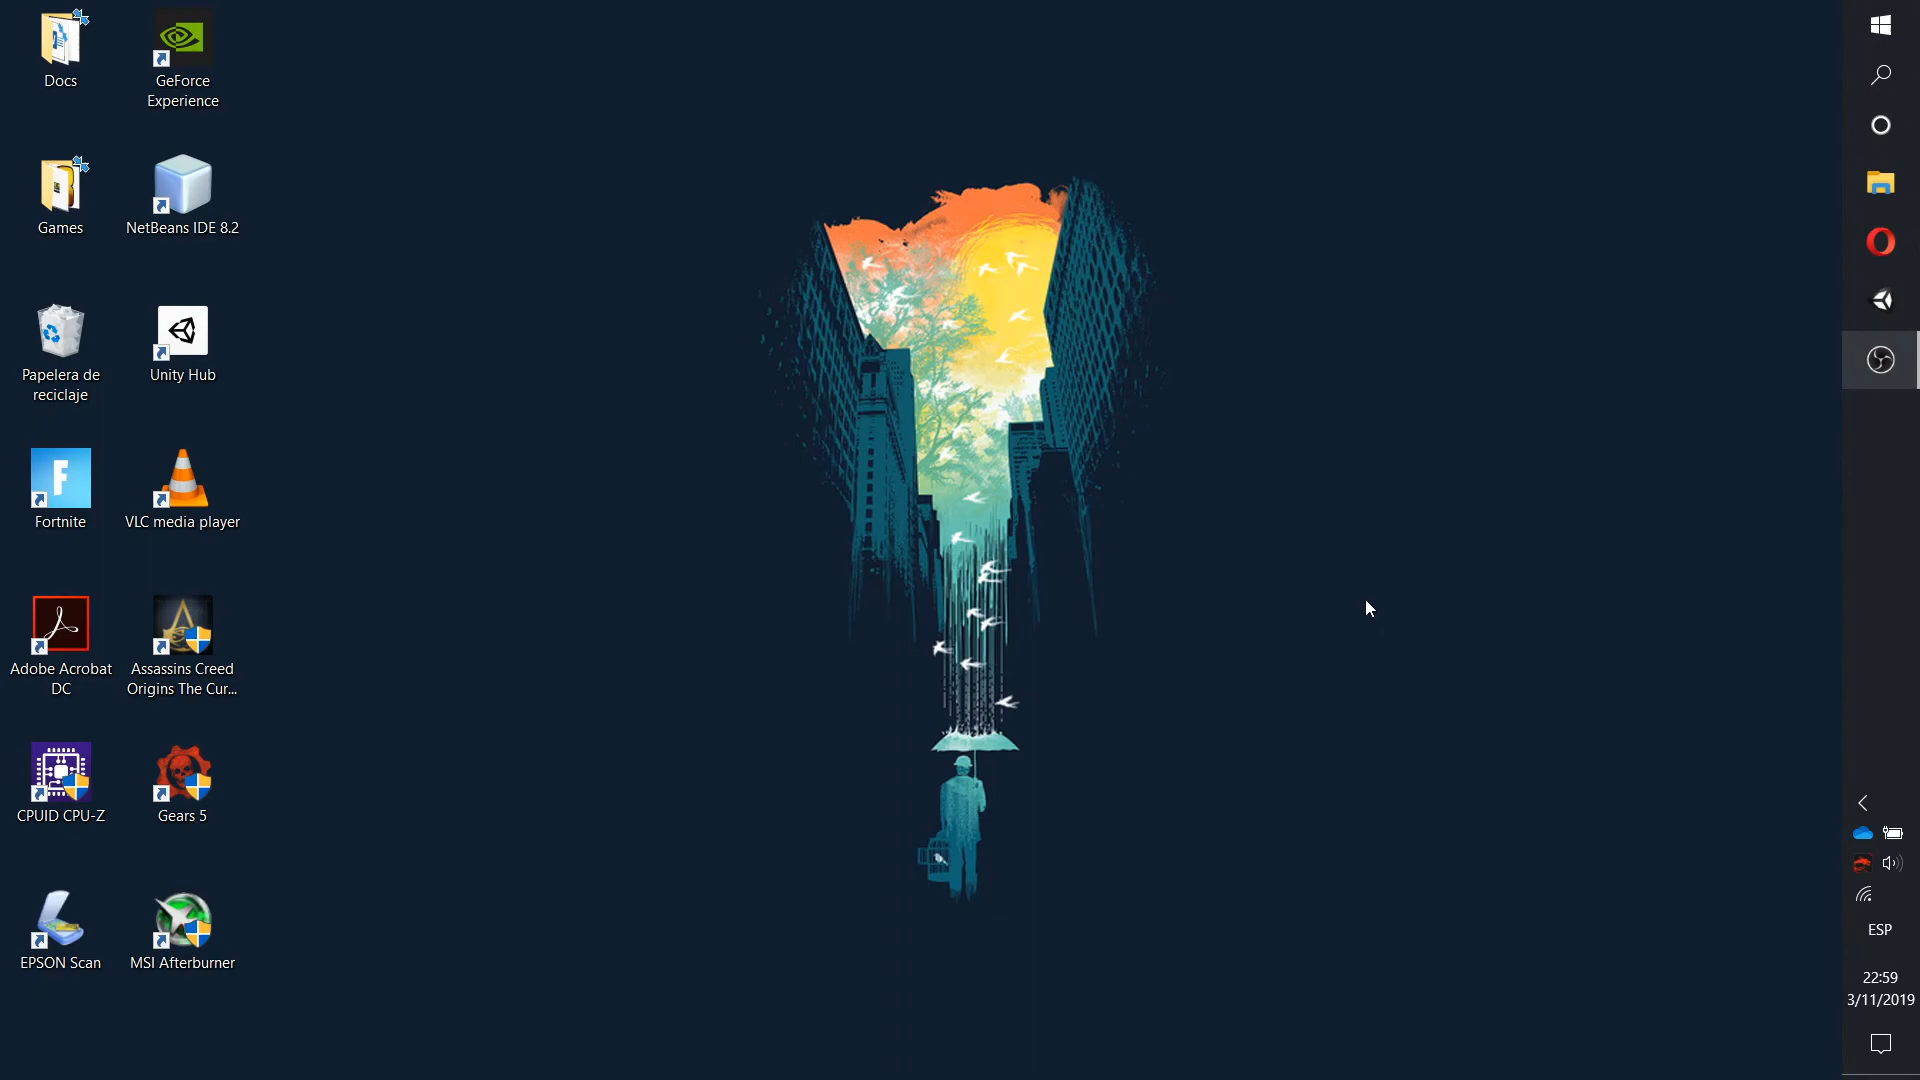 Docs
GeForce
Experience
Games
NetBeans IDE 8.2
Papelera de
reciclaje
Unity Hub
F
Fortnite
VLC media player
Adobe Acrobat
DC
Assassins Creed
Origins The Cur...
CPUID CPU-Z
Gears 5
EPSON Scan
MSI Afterburner
ESP
22:59
3/11/2019